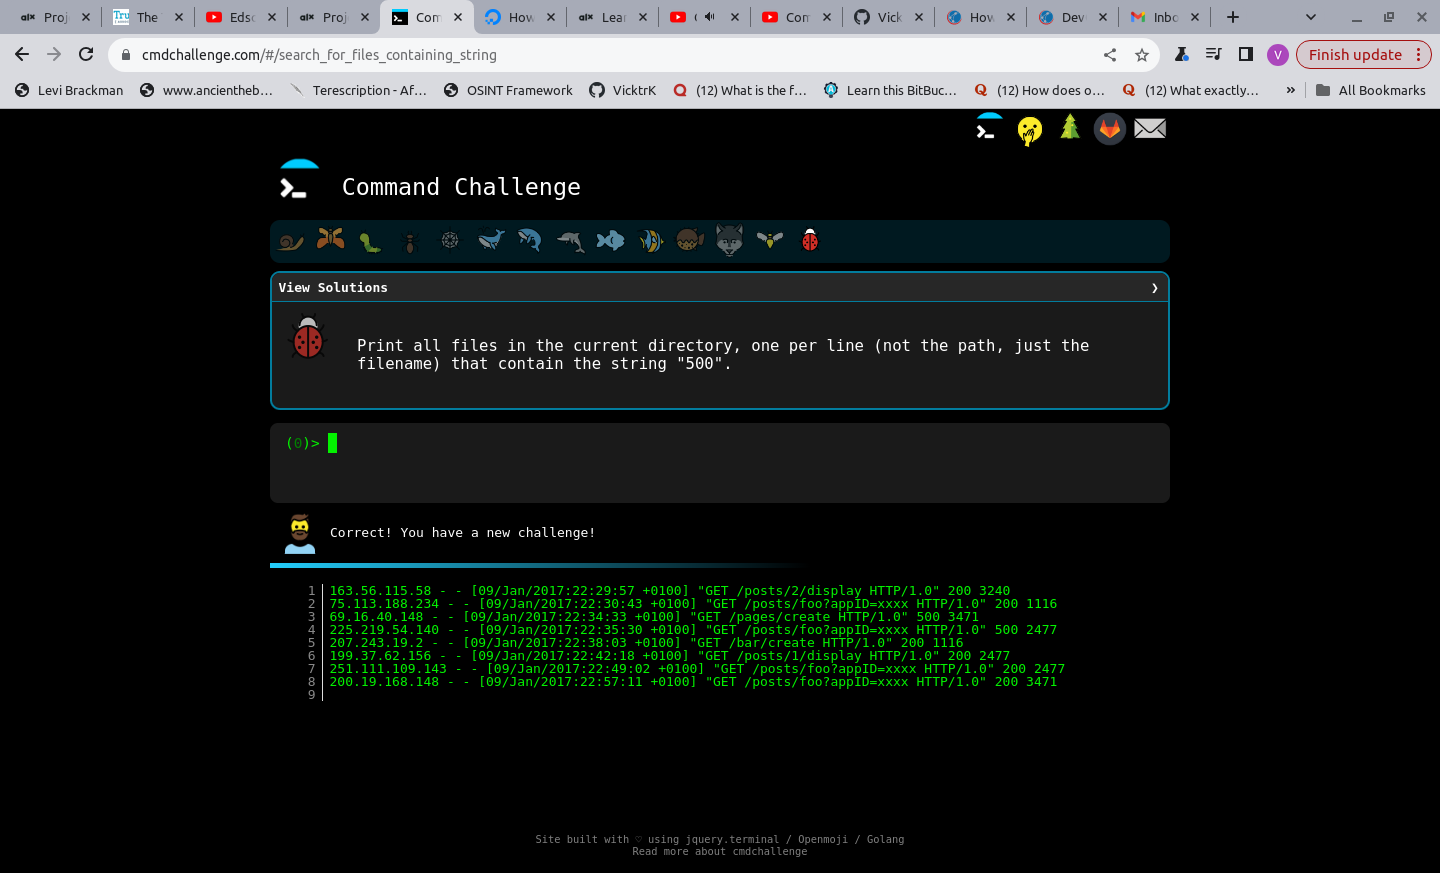 Proj
The
Edsc
Proj
Com
How
Lear
Com
Vick
How
Dev
Inbo
cmdchallenge.com/#/search_for_files_containing_string
Finish update
V
Levi Brackman
www.ancientheb…
Terescription - Af…
OSINT Framework
VicktrK
(12) What is the f…
Learn this BitBuc…
(12) How does o…
(12) What exactly…
»
All Bookmarks
Command Challenge
View Solutions
Print all files in the current directory, one per line (not the path, just the
filename) that contain the string "500".
(0)>
Correct! You have a new challenge!
1 163.56.115.58 - - [09/Jan/2017:22:29:57 +0100] "GET /posts/2/display HTTP/1.0" 200 3240
2 75.113.188.234 - - [09/Jan/2017:22:30:43 +0100] "GET /posts/foo?appID=xxxx HTTP/1.0" 200 1116
3 69.16.40.148 - - [09/Jan/2017:22:34:33 +0100] "GET /pages/create HTTP/1.0" 500 3471
4 225.219.54.140 - - [09/Jan/2017:22:35:30 +0100] "GET /posts/foo?appID=xxxx HTTP/1.0" 500 2477
5 207.243.19.2 - - [09/Jan/2017:22:38:03 +0100] "GET /bar/create HTTP/1.0" 200 1116
6 199.37.62.156 - - [09/Jan/2017:22:42:18 +0100] "GET /posts/1/display HTTP/1.0" 200 2477
7 251.111.109.143 - - [09/Jan/2017:22:49:02 +0100] "GET /posts/foo?appID=xxxx HTTP/1.0" 200 2477
8 200.19.168.148 - - [09/Jan/2017:22:57:11 +0100] "GET /posts/foo?appID=xxxx HTTP/1.0" 200 3471
9
Site built with ♡ using jquery.terminal / Openmoji / Golang
Read more about cmdchallenge